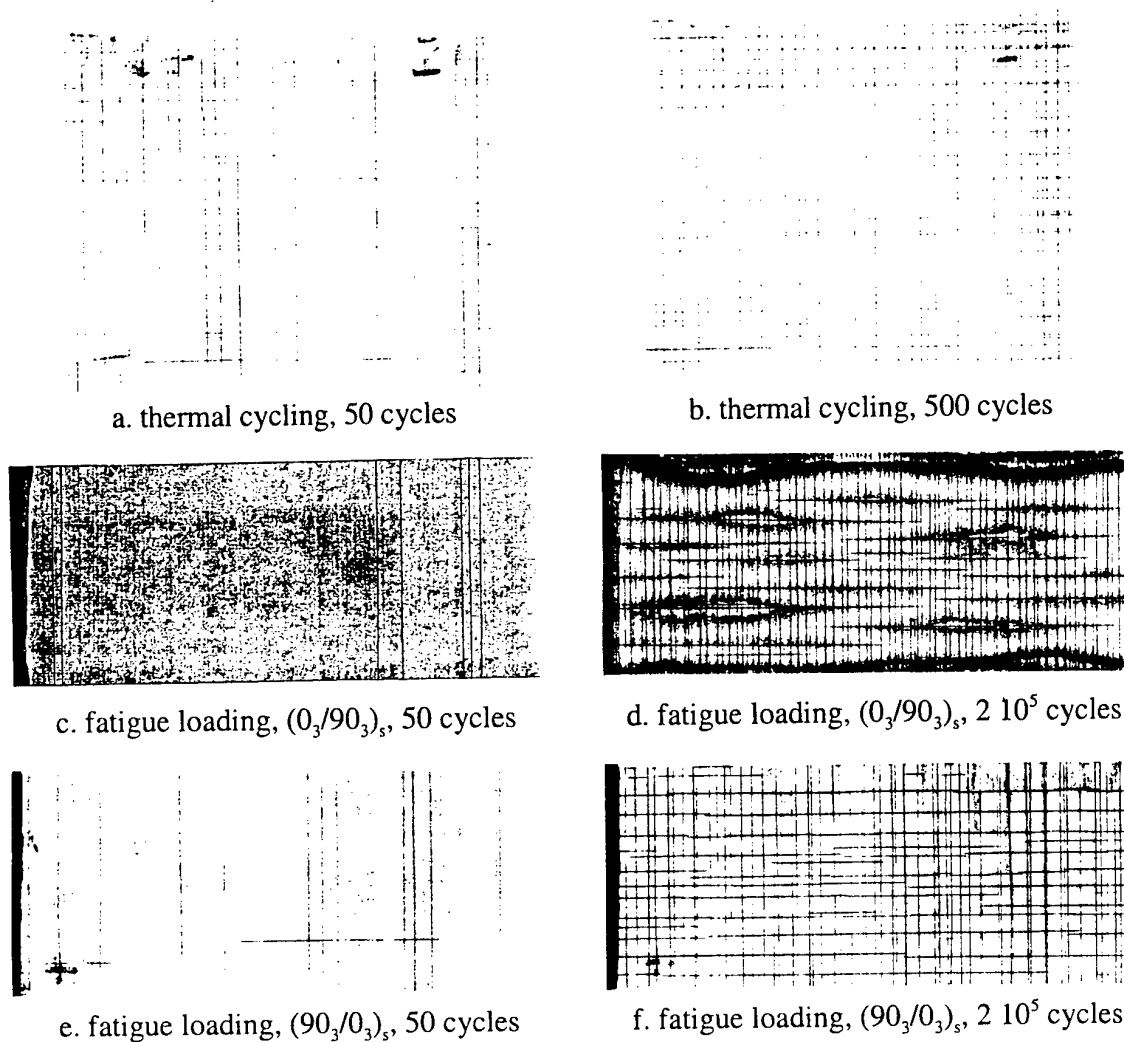 a. thermal cycling, 50 cycles
b. thermal cycling, 500 cycles
c. fatigue loading, (0₃/90₃)ₛ, 50 cycles
d. fatigue loading, (0₃/90₃)ₛ, 2 10⁵ cycles
e. fatigue loading, (90₃/0₃)ₛ, 50 cycles
f. fatigue loading, (90₃/0₃)ₛ, 2 10⁵ cycles